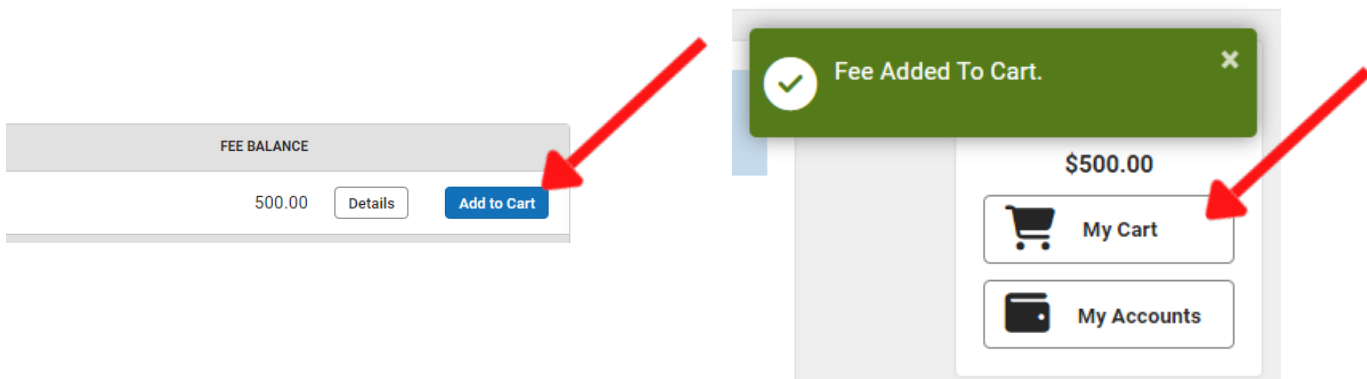 FEE BALANCE
500.00 Details Add to Cart
Fee Added To Cart. ×
$500.00
My Cart
My Accounts